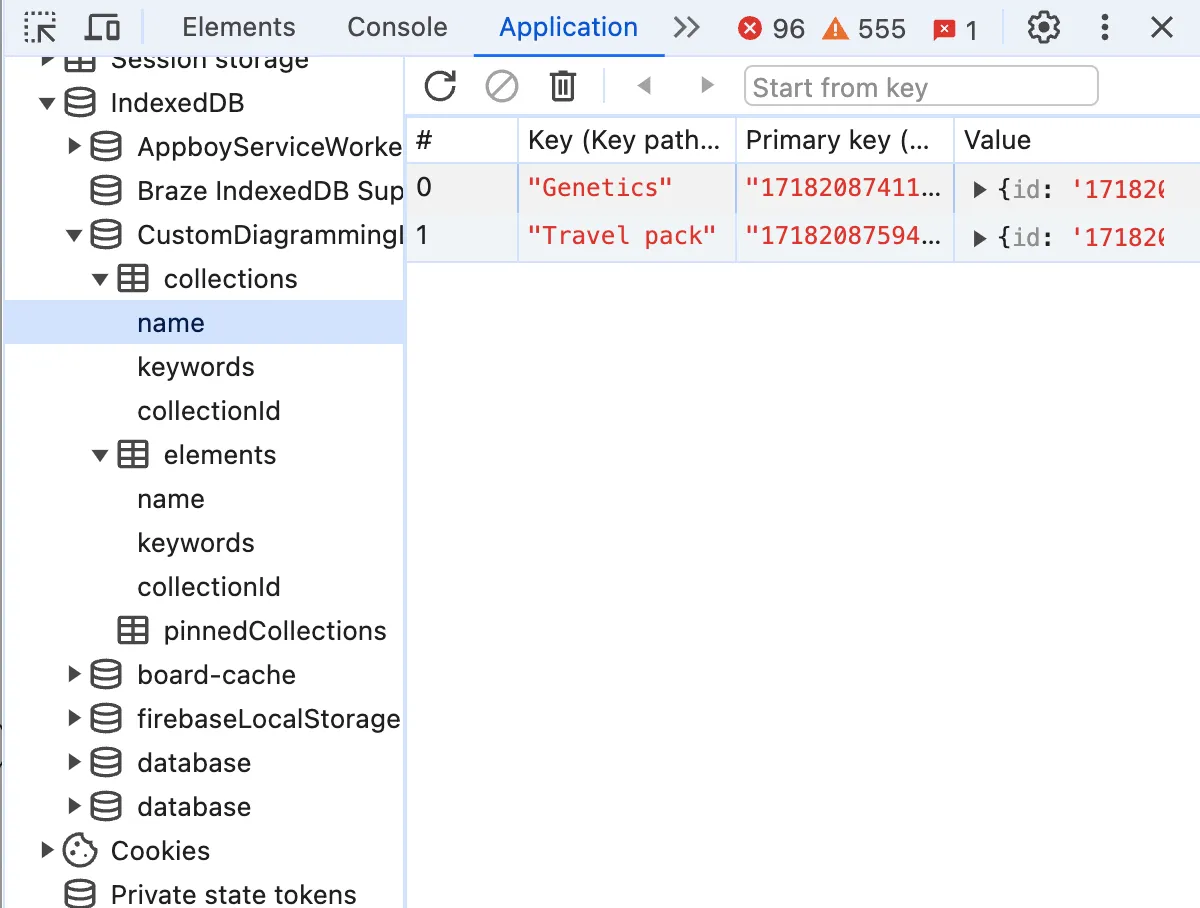 Elements Console Application 96 555 1
Session storage
IndexedDB
AppboyServiceWorke
Braze IndexedDB Sup
CustomDiagrammingI
collections
name
keywords
collectionId
elements
name
keywords
collectionId
pinnedCollections
board-cache
firebaseLocalStorage
database
database
Cookies
Private state tokens
Start from key
# Key (Key path... Primary key (... Value
0 "Genetics" "17182087411... {id: '171820
1 "Travel pack" "17182087594... {id: '171820